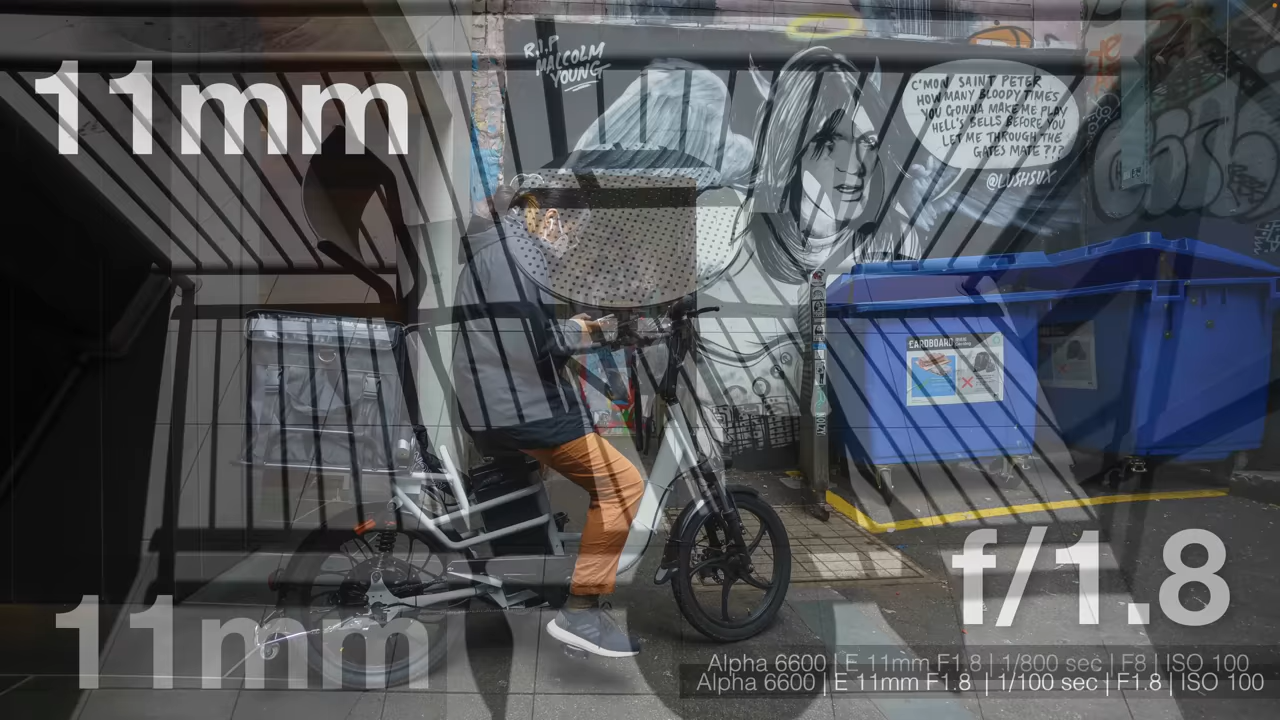 11mm
R.I.P
MALCOLM
YOUNG
C'MON SAINT PETER
HOW MANY BLOODY TIMES
YOU GONNA MAKE ME PLAY
HELL'S BELLS BEFORE YOU
LET ME THROUGH THE
GATES MATE ?!?
@LUSHSUX
CARDBOARD
11mm
f/1.8
Alpha 6600 | E 11mm F1.8 | 1/800 sec | F8 | ISO 100
Alpha 6600 | E 11mm F1.8 | 1/100 sec | F1.8 | ISO 100